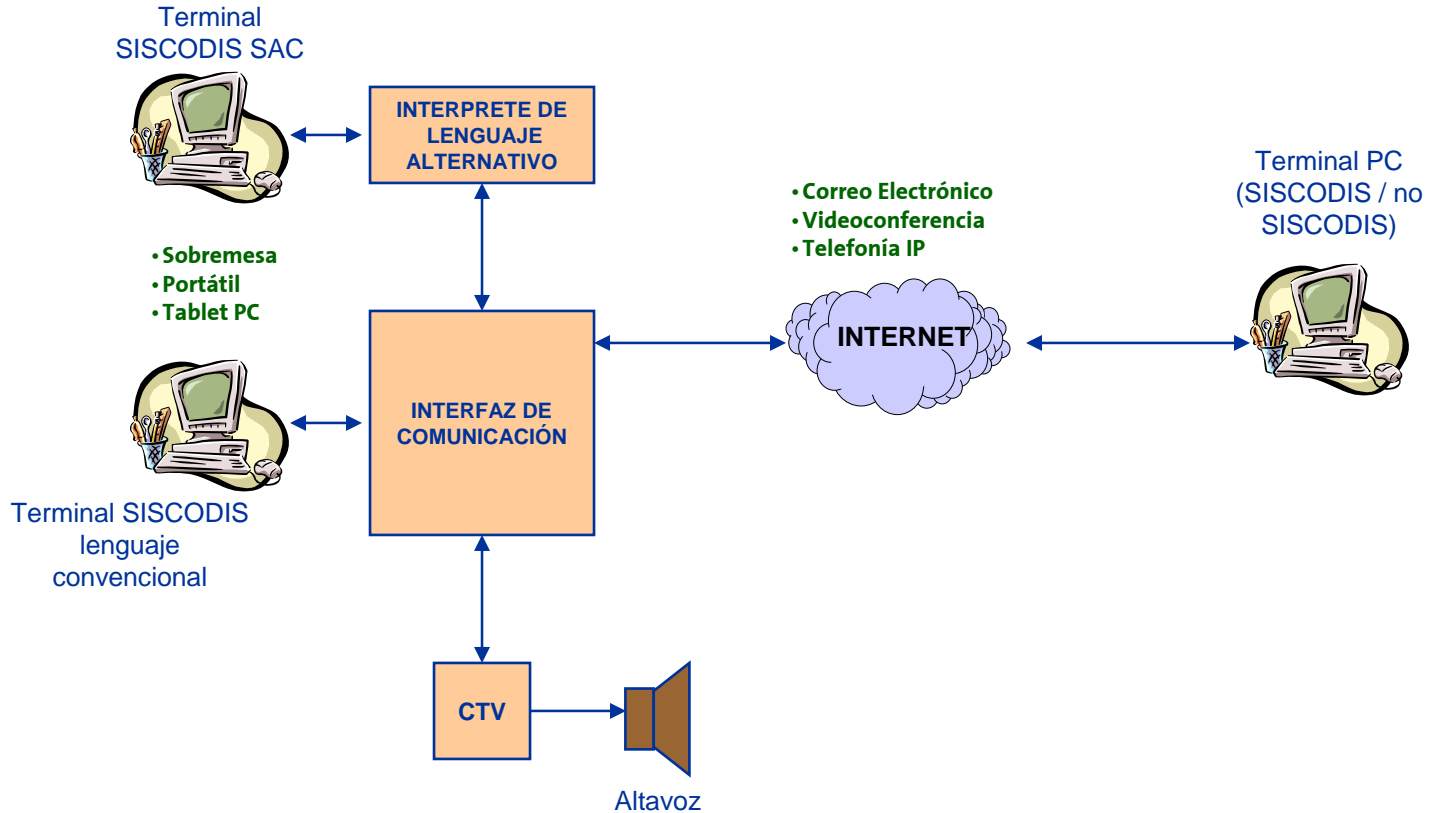 Terminal
SISCODIS SAC
INTERPRETE DE
LENGUAJE
ALTERNATIVO
• Correo Electrónico
• Videoconferencia
• Telefonía IP
Terminal PC
(SISCODIS / no
SISCODIS)
• Sobremesa
• Portátil
• Tablet PC
INTERNET
INTERFAZ DE
COMUNICACIÓN
Terminal SISCODIS
lenguaje
convencional
CTV
Altavoz